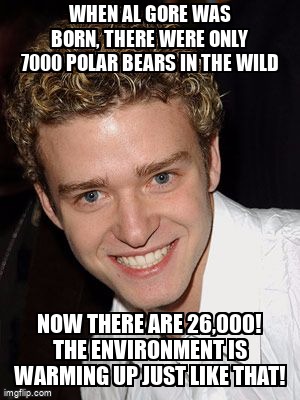 WHEN AL GORE WAS
BORN, THERE WERE ONLY
7000 POLAR BEARS IN THE WILD
NOW THERE ARE 26,000!
THE ENVIRONMENT IS
WARMING UP JUST LIKE THAT!
imgflip.com